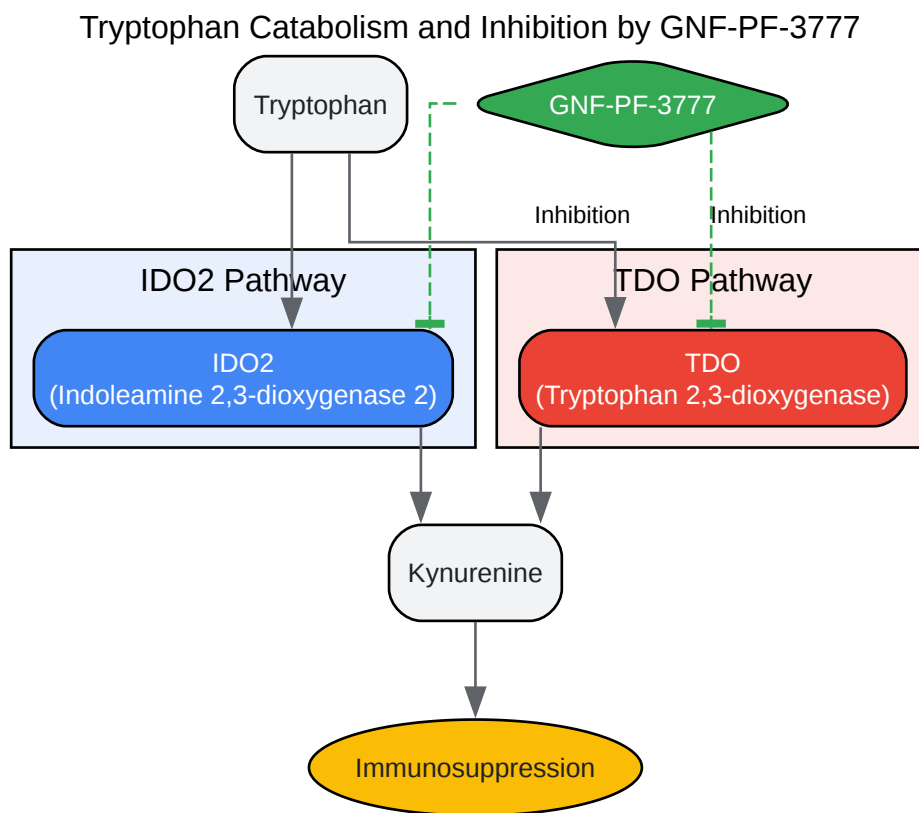 Tryptophan Catabolism and Inhibition by GNF-PF-3777
Tryptophan
GNF-PF-3777
Inhibition
Inhibition
IDO2 Pathway
TDO Pathway
IDO2
(Indoleamine 2,3-dioxygenase 2)
TDO
(Tryptophan 2,3-dioxygenase)
Kynurenine
Immunosuppression